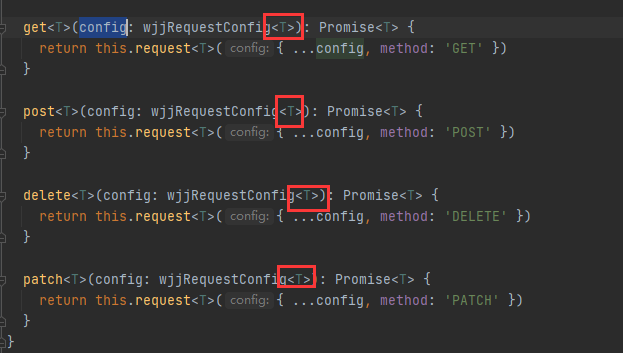 get<T>(config: wjjRequestConfig<T>): Promise<T> {
return this.request<T>( config: { ...config, method: 'GET' })
}
post<T>(config: wjjRequestConfig<T>): Promise<T> {
return this.request<T>( config: { ...config, method: 'POST' })
}
delete<T>(config: wjjRequestConfig<T>): Promise<T> {
return this.request<T>( config: { ...config, method: 'DELETE' })
}
patch<T>(config: wjjRequestConfig<T>): Promise<T> {
return this.request<T>( config: { ...config, method: 'PATCH' })
}
}